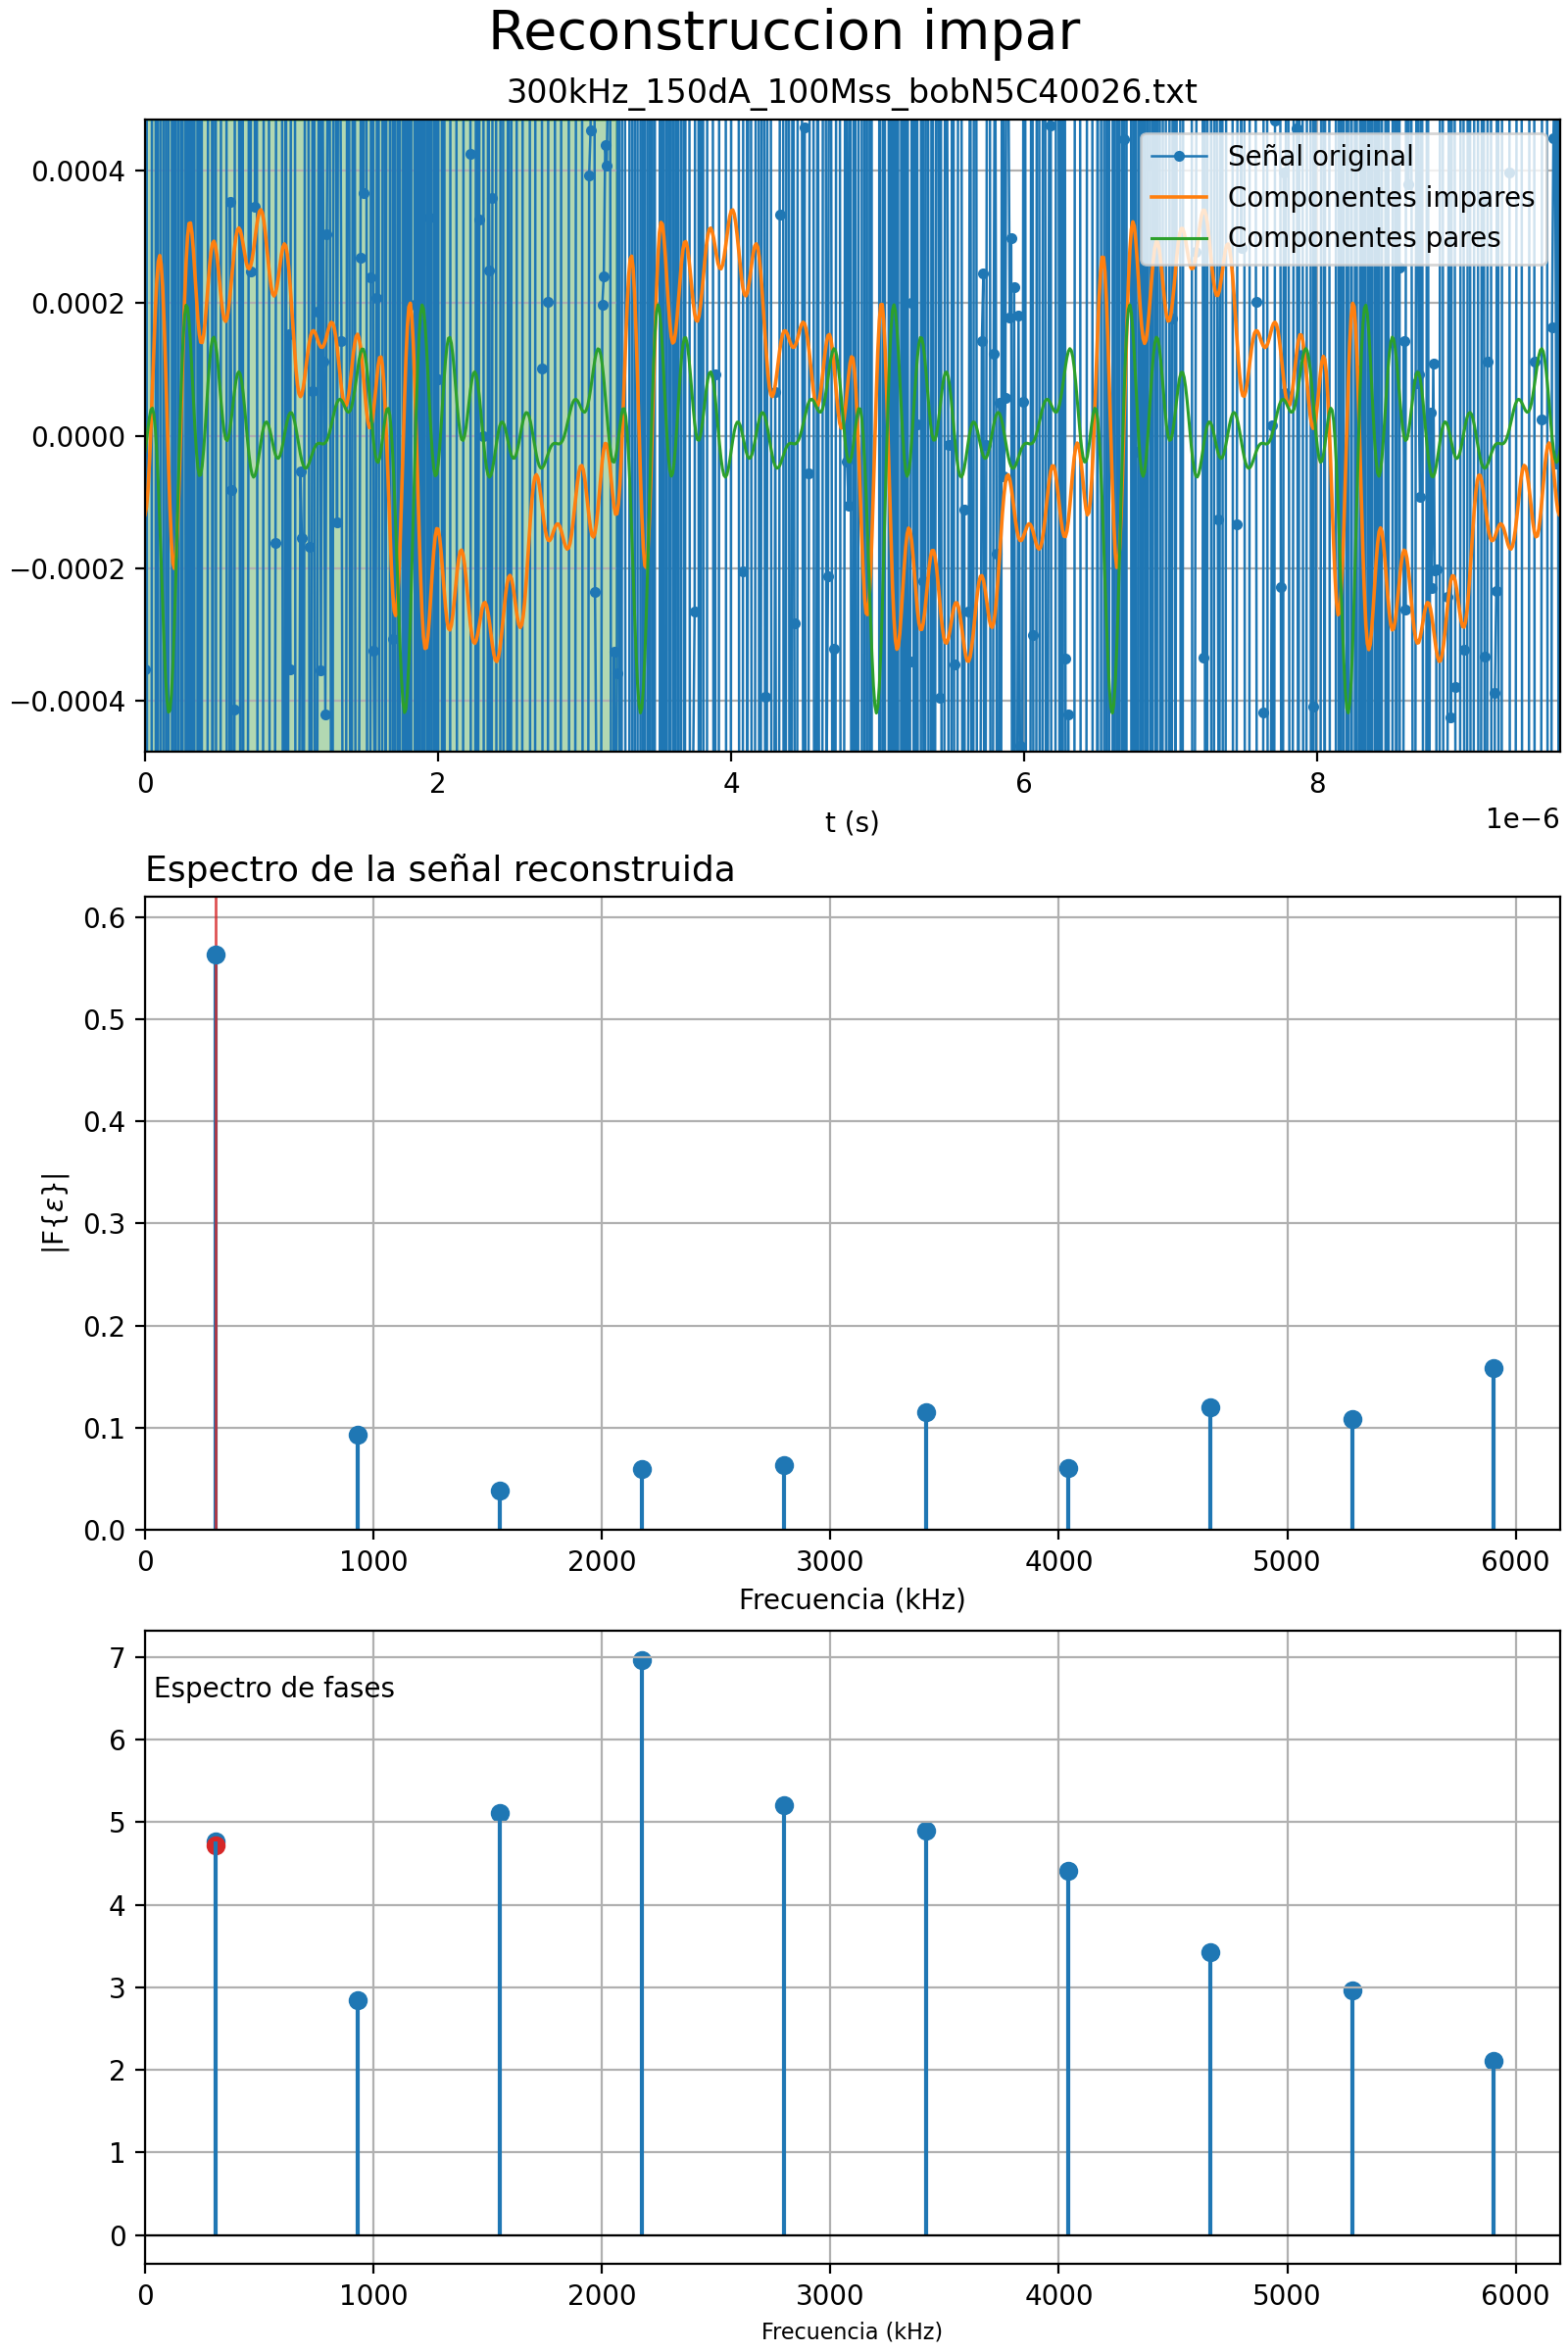 Reconstruccion impar
300kHz_150dA_100Mss_bobN5C40026.txt
0.0004
0.0002
0.0000
−0.0002
−0.0004
Señal original
Componentes impares
Componentes pares
0 2 4 6 8
1e−6
t (s)
Espectro de la señal reconstruida
0.6
0.5
0.4
0.3
0.2
0.1
0.0
|F{ε}|
0 1000 2000 3000 4000 5000 6000
Frecuencia (kHz)
7
Espectro de fases
6
5
4
3
2
1
0
0 1000 2000 3000 4000 5000 6000
Frecuencia (kHz)